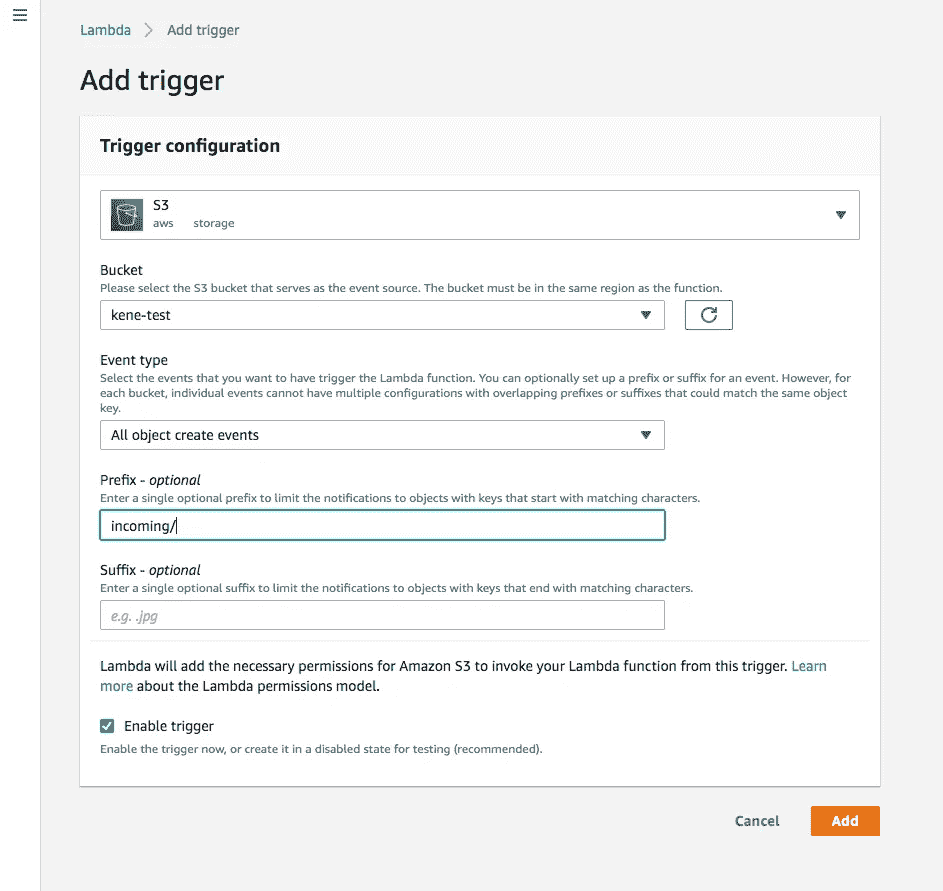 Lambda > Add trigger
Add trigger
Trigger configuration
S3
aws storage
Bucket
Please select the S3 bucket that serves as the event source. The bucket must be in the same region as the function.
kene-test
Event type
Select the events that you want to have trigger the Lambda function. You can optionally set up a prefix or suffix for an event. However, for
each bucket, individual events cannot have multiple configurations with overlapping prefixes or suffixes that could match the same object
key.
All object create events
Prefix - optional
Enter a single optional prefix to limit the notifications to objects with keys that start with matching characters.
incoming/
Suffix - optional
Enter a single optional suffix to limit the notifications to objects with keys that end with matching characters.
e.g. .jpg
Lambda will add the necessary permissions for Amazon S3 to invoke your Lambda function from this trigger. Learn
more about the Lambda permissions model.
Enable trigger
Enable the trigger now, or create it in a disabled state for testing (recommended).
Cancel Add